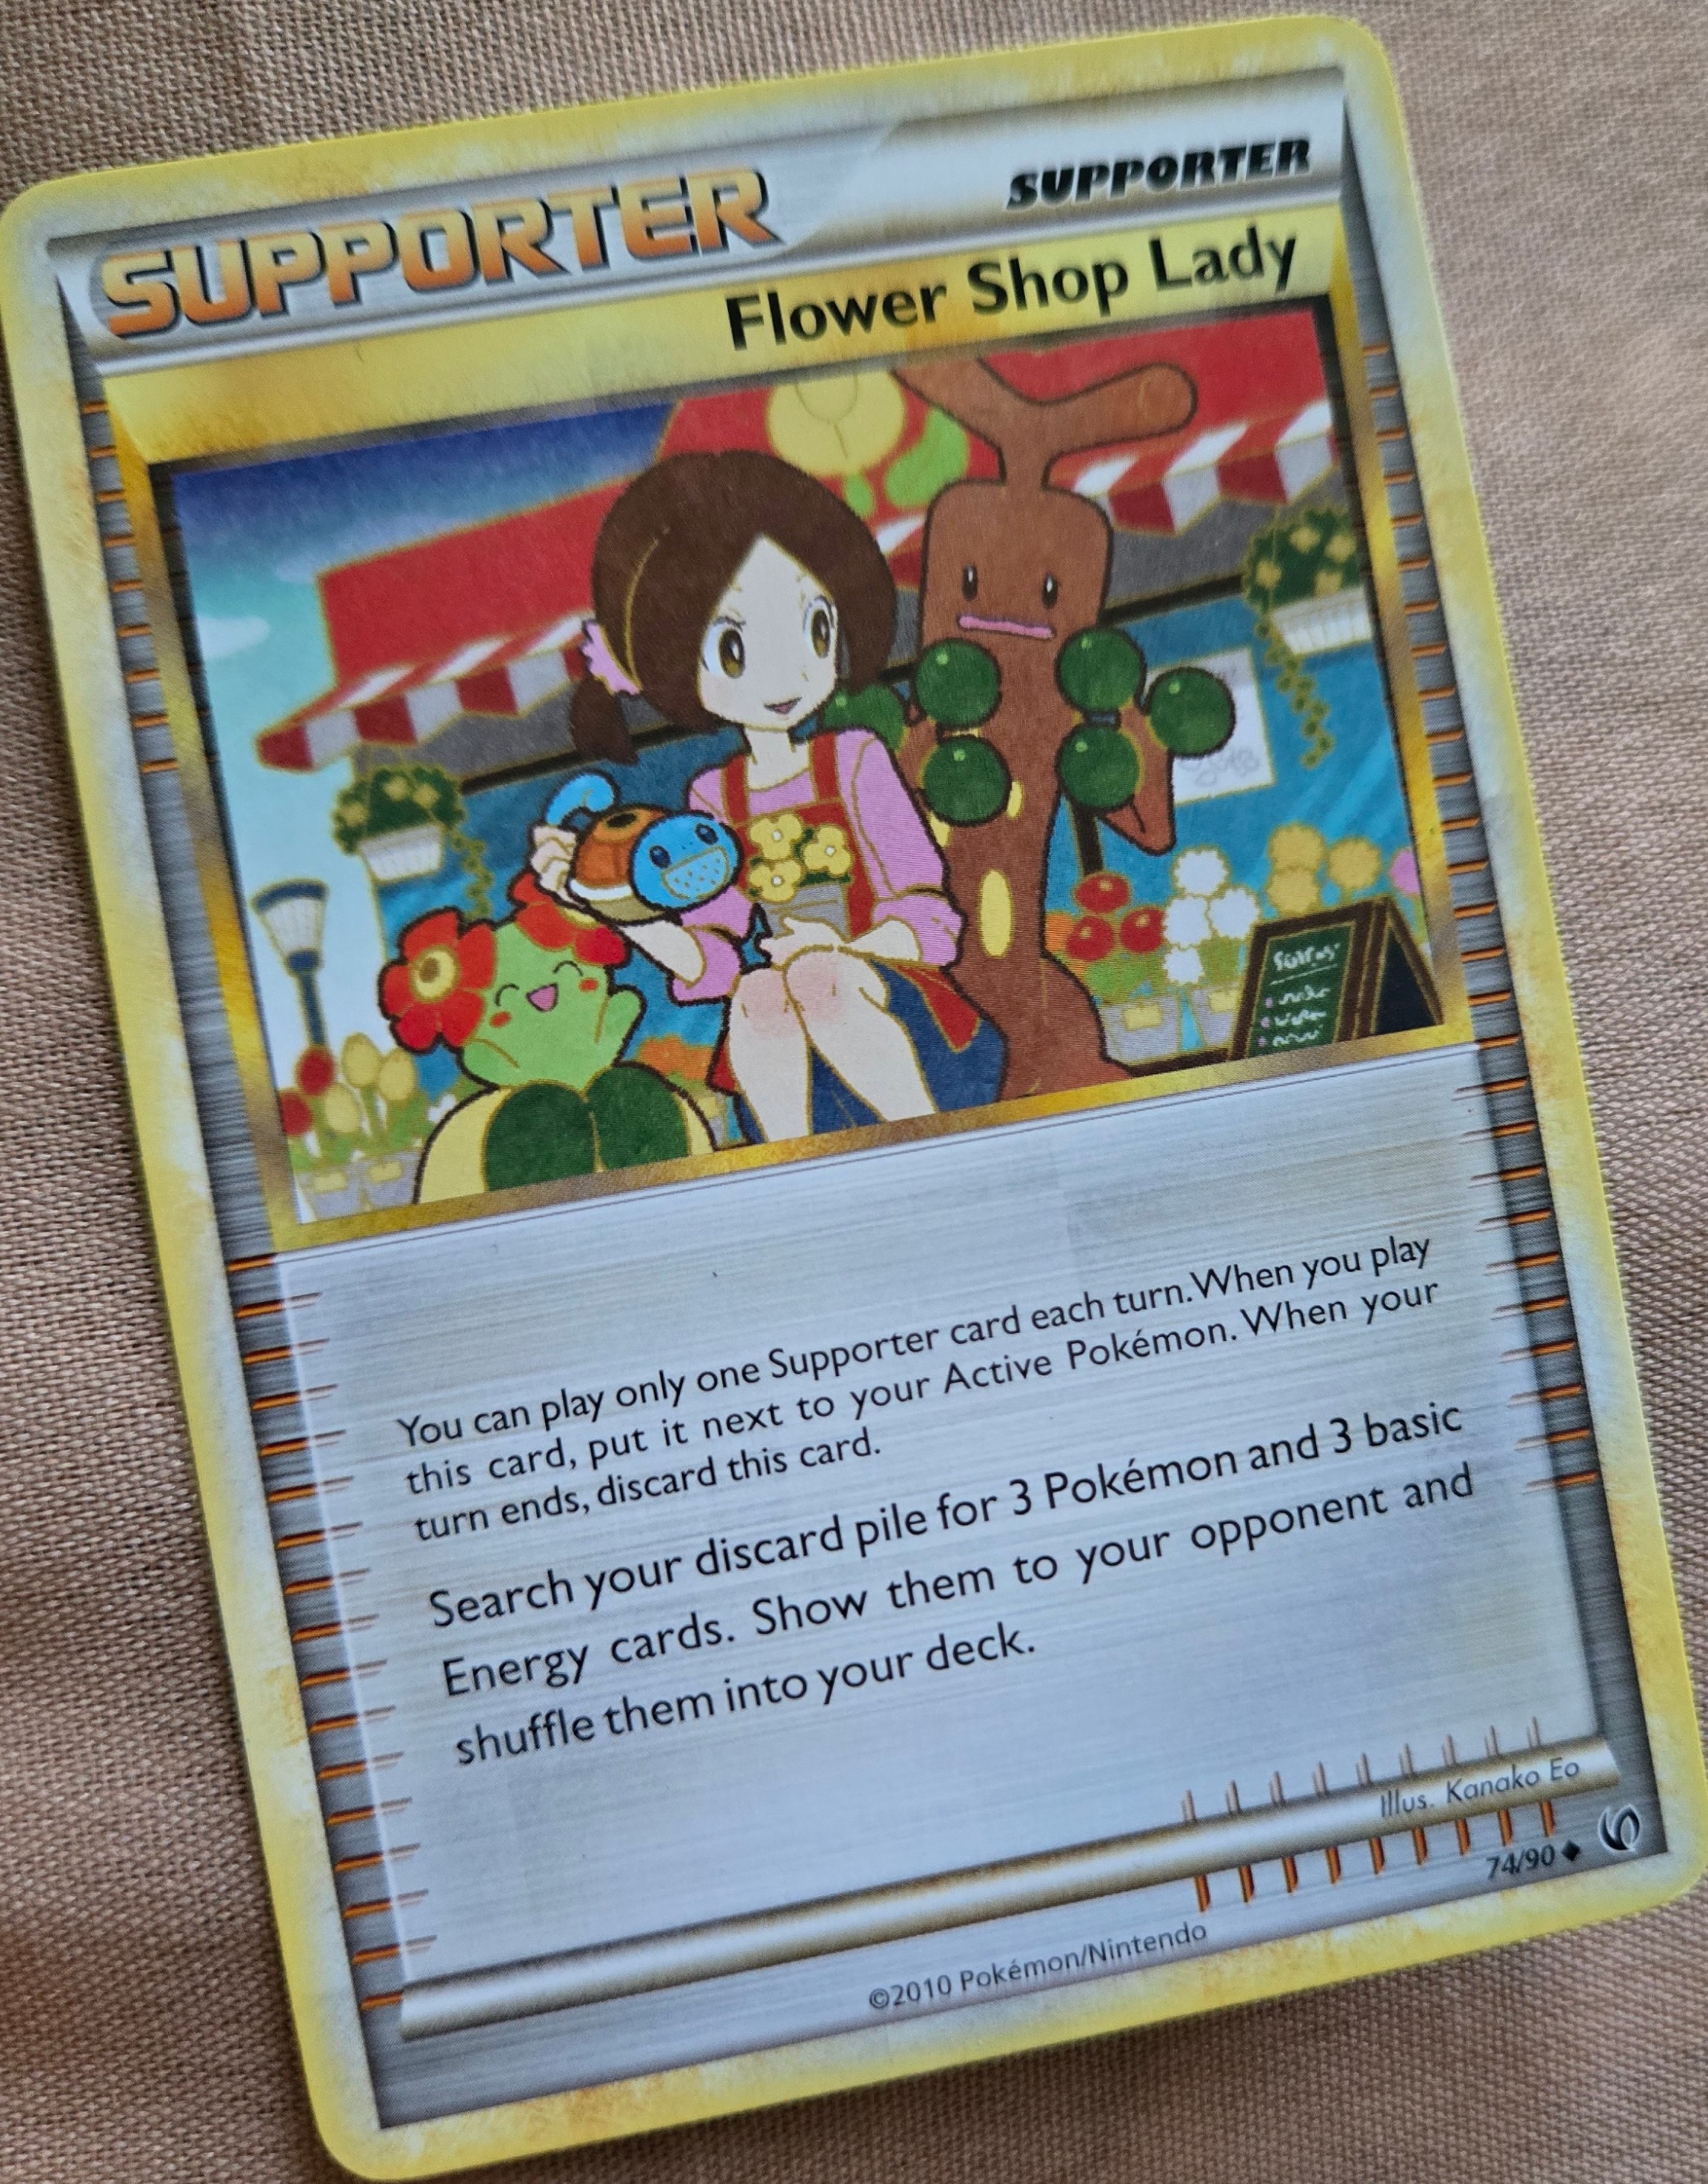 SUPPORTER
SUPPORTER
Flower Shop Lady
You can play only one Supporter card each turn. When you play
this card, put it next to your Active Pokémon. When your
turn ends, discard this card.
Search your discard pile for 3 Pokémon and 3 basic
Energy cards. Show them to your opponent and
shuffle them into your deck.
Illus. Kanako Eo
74/90
©2010 Pokémon/Nintendo